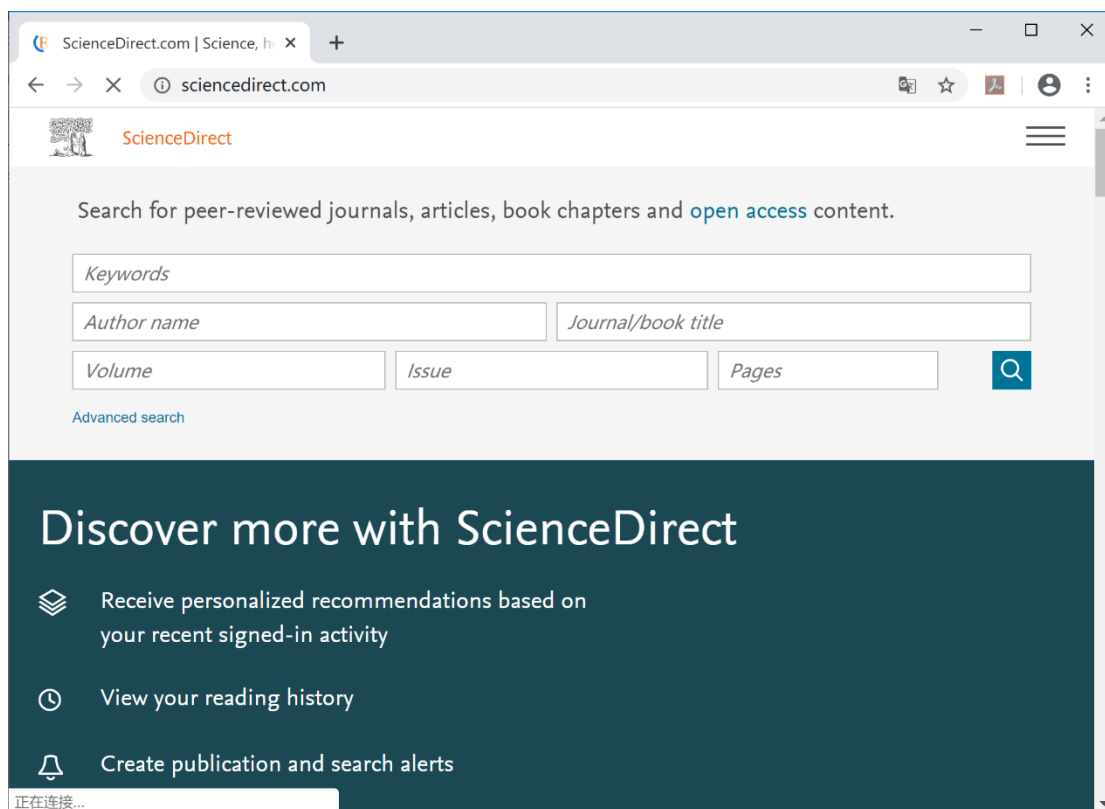 ScienceDirect.com | Science, h
sciencedirect.com
ScienceDirect
Search for peer-reviewed journals, articles, book chapters and open access content.
Keywords
Author name
Journal/book title
Volume
Issue
Pages
Advanced search
Discover more with ScienceDirect
Receive personalized recommendations based on
your recent signed-in activity
View your reading history
Create publication and search alerts
正在连接...